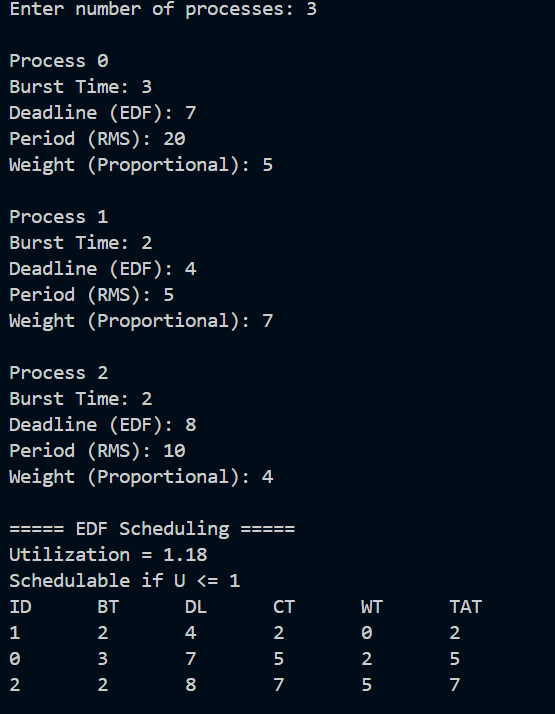 Enter number of processes: 3
Process 0
Burst Time: 3
Deadline (EDF): 7
Period (RMS): 20
Weight (Proportional): 5
Process 1
Burst Time: 2
Deadline (EDF): 4
Period (RMS): 5
Weight (Proportional): 7
Process 2
Burst Time: 2
Deadline (EDF): 8
Period (RMS): 10
Weight (Proportional): 4
===== EDF Scheduling =====
Utilization = 1.18
Schedulable if U <= 1
ID BT DL CT WT TAT
1 2 4 2 0 2
0 3 7 5 2 5
2 2 8 7 5 7